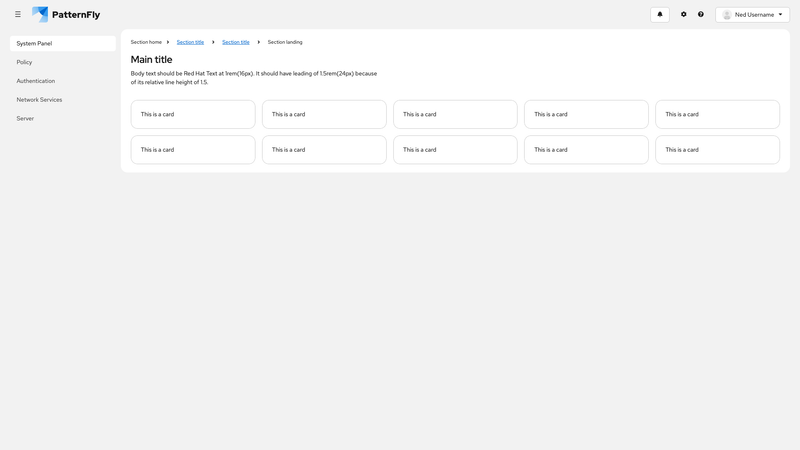 PatternFly
Ned Username
System Panel
Policy
Authentication
Network Services
Server
Section home Section title Section title Section landing
Main title
Body text should be Red Hat Text at 1rem(16px). It should have leading of 1.5rem(24px) because
of its relative line height of 1.5.
This is a card This is a card This is a card This is a card This is a card
This is a card This is a card This is a card This is a card This is a card